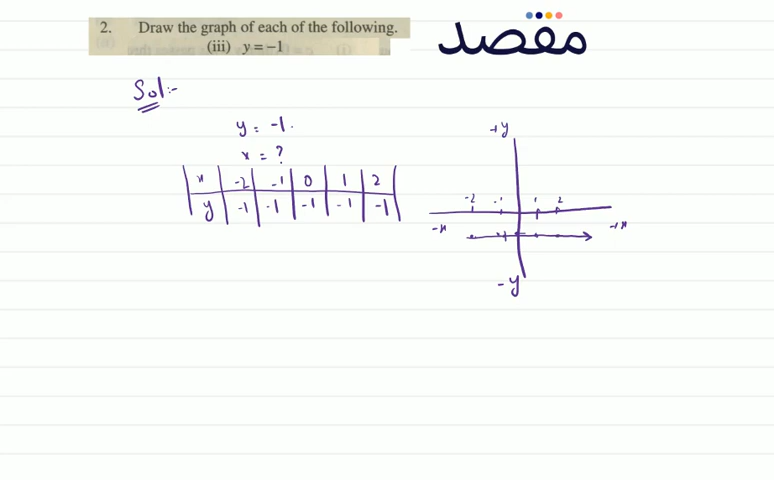 2. Draw the graph of each of the following.
(iii) y = −1
مقصد
Sol:-
y = -1.
x = ?
x -2 -1 0 1 2
y -1 -1 -1 -1 -1
+y
-2 -1 1 2
-x +x
-y